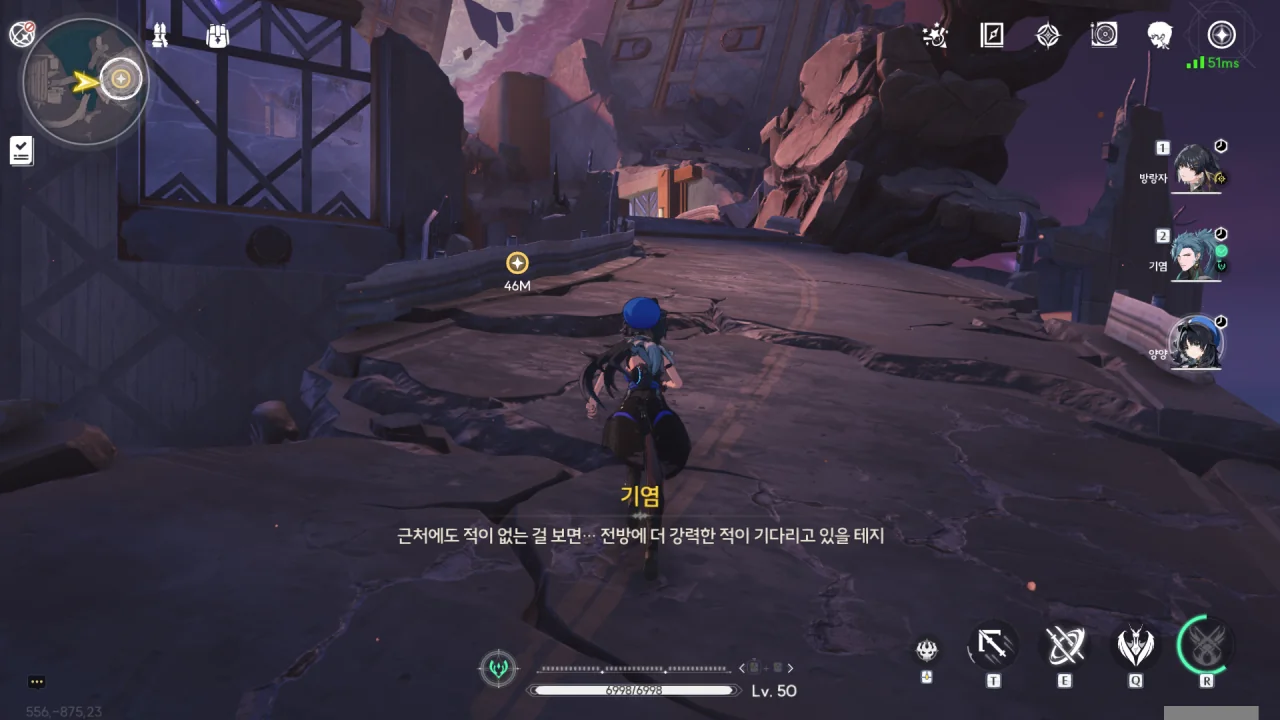 51ms
1
방랑자
2
기염
양양
46M
기염
근처에도 적이 없는 걸 보면… 전방에 더 강력한 적이 기다리고 있을 테지
6998/6998
Lv. 50
T
E
Q
R
556,-875,23